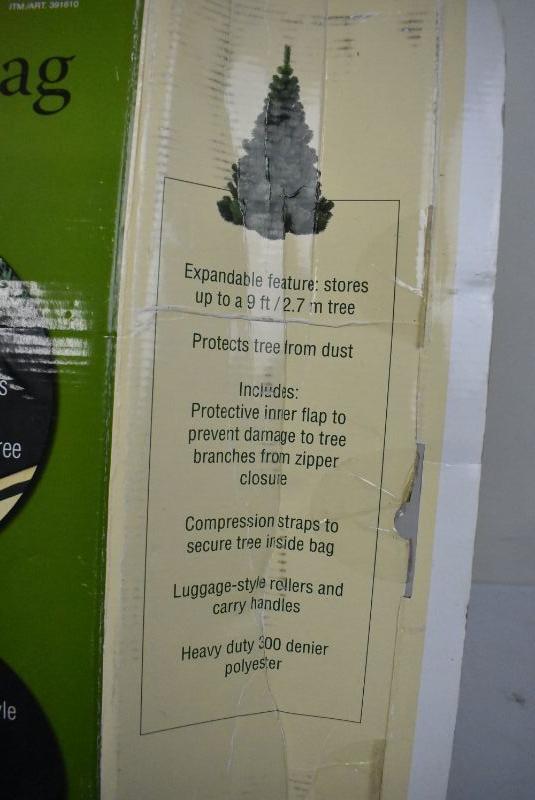 ITM./ART. 391610
ag
Expandable feature: stores
up to a 9 ft / 2.7 m tree
Protects tree from dust
Includes:
Protective inner flap to
prevent damage to tree
branches from zipper
closure
Compression straps to
secure tree inside bag
Luggage-style rollers and
carry handles
Heavy duty 300 denier
polyester
s
ree
yle